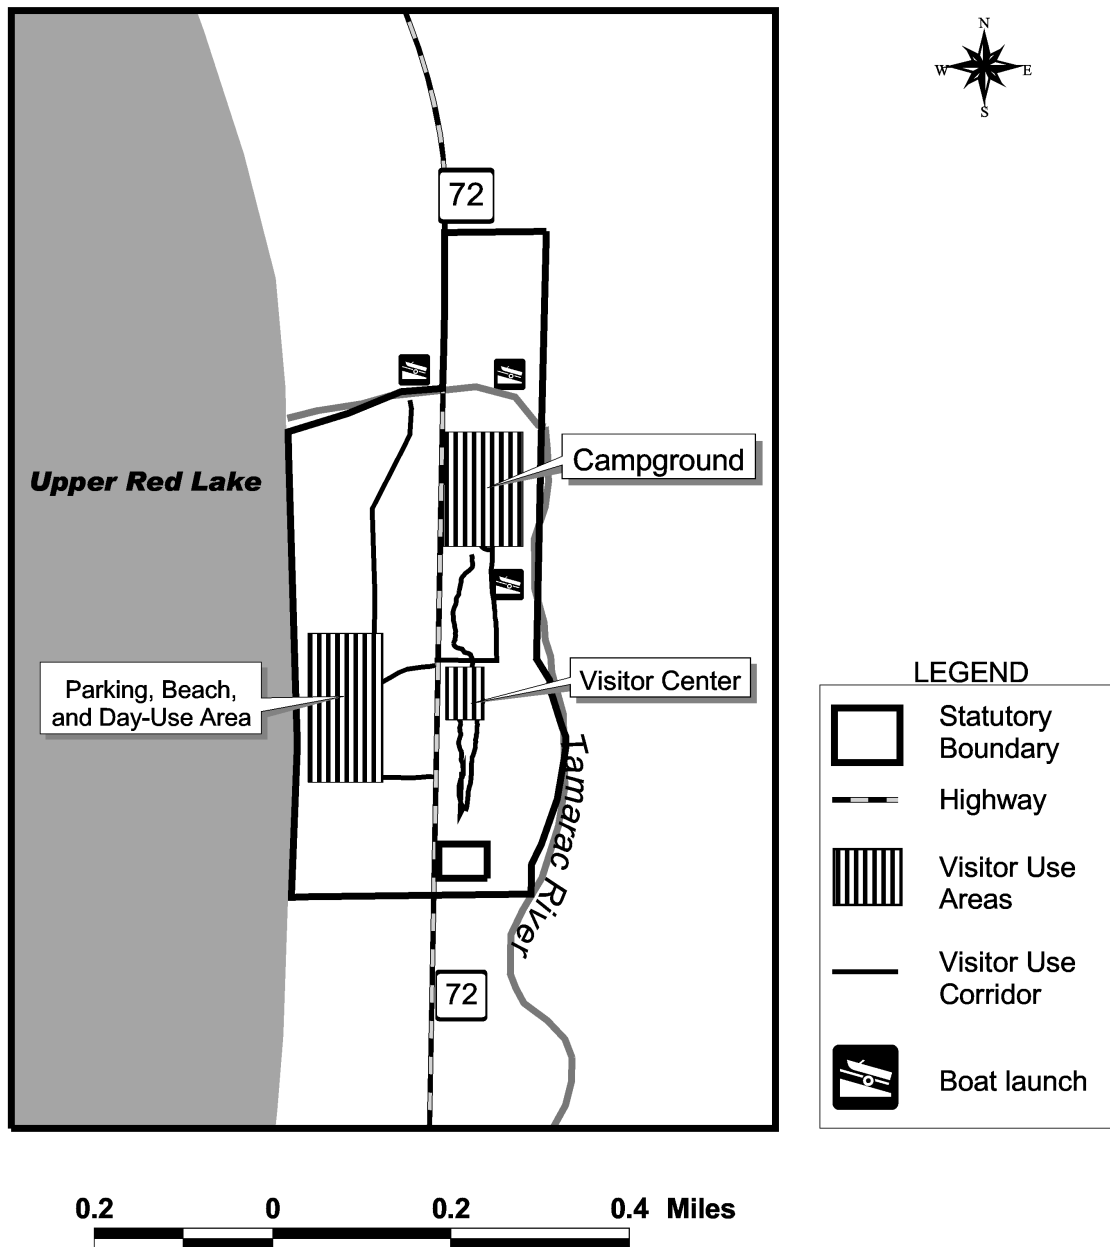 N
W E
S
72
Campground
Upper Red Lake
Parking, Beach,
and Day-Use Area
Visitor Center
Tamarac River
72
LEGEND
Statutory
Boundary
Highway
Visitor Use
Areas
Visitor Use
Corridor
Boat launch
0.2 0 0.2 0.4 Miles